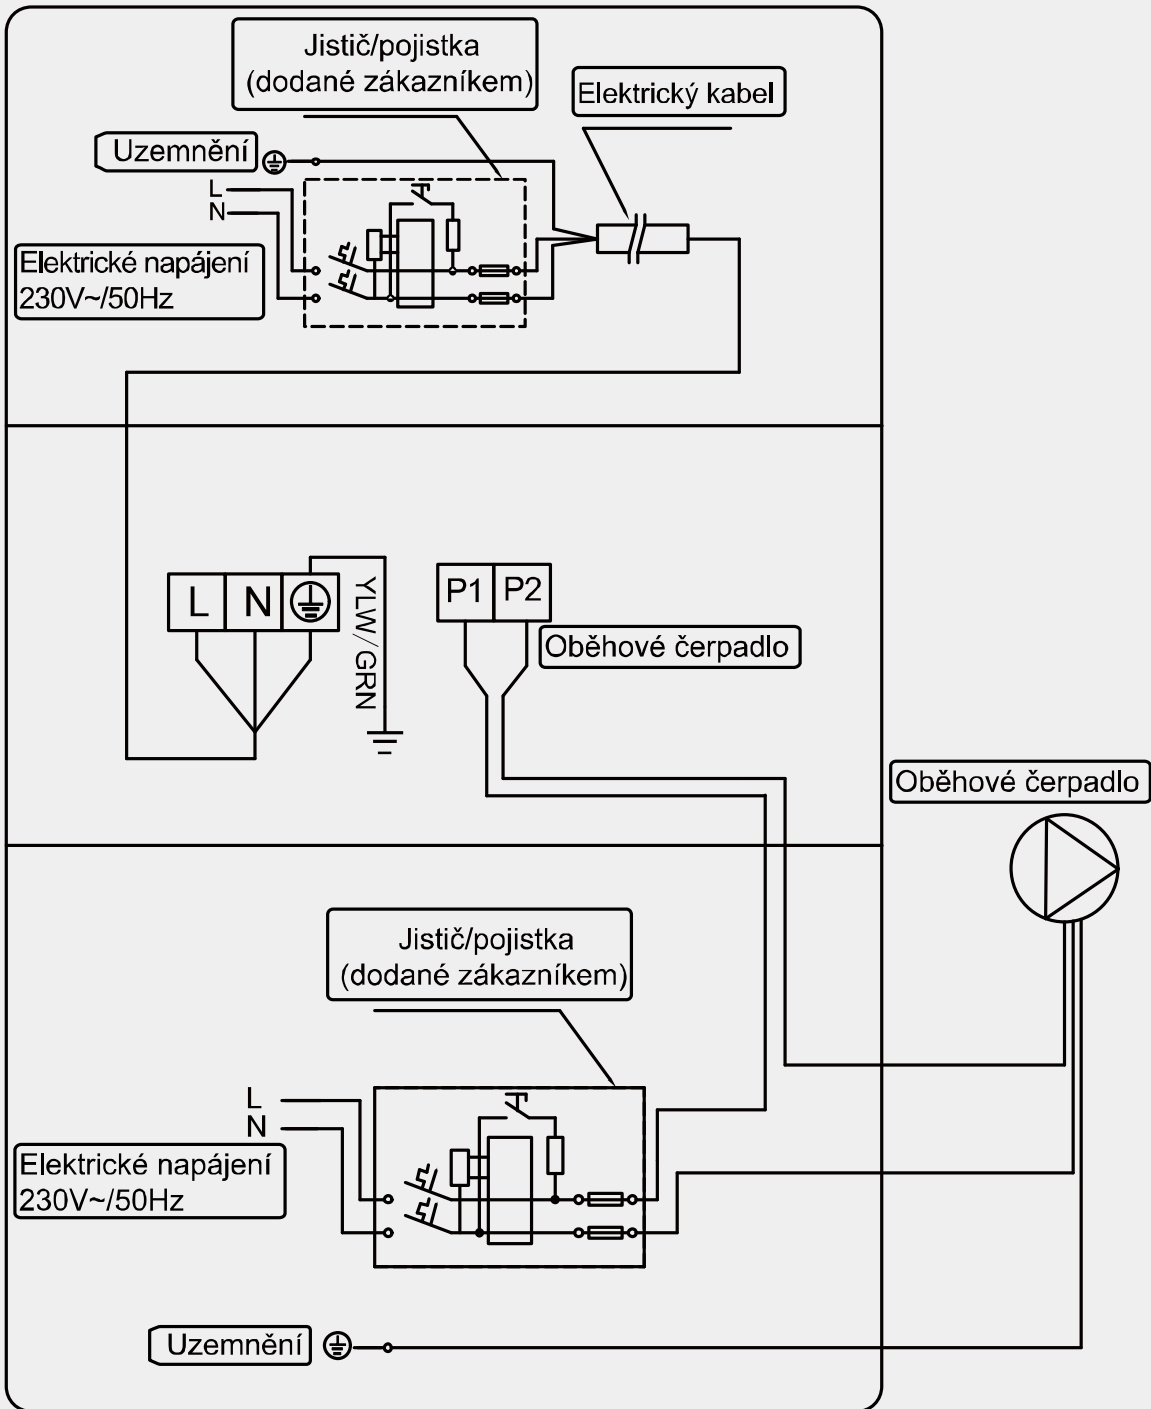 Jistič/pojistka
(dodané zákazníkem)
Elektrický kabel
Uzemnění
L
N
Elektrické napájení
230V~/50Hz
L
N
YLW/GRN
P1
P2
Oběhové čerpadlo
Oběhové čerpadlo
Jistič/pojistka
(dodané zákazníkem)
L
N
Elektrické napájení
230V~/50Hz
Uzemnění